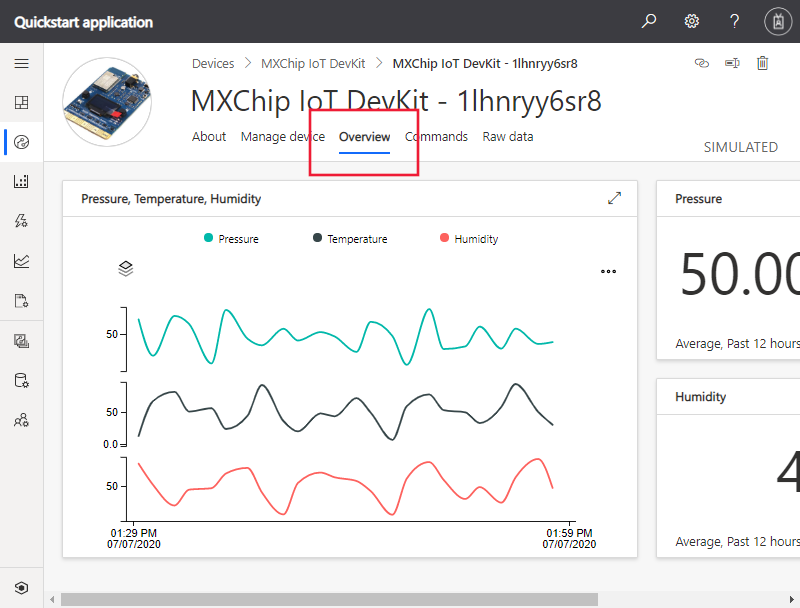 Quickstart application
?
Devices > MXChip IoT DevKit > MXChip IoT DevKit - 1lhnryy6sr8
MXChip IoT DevKit - 1lhnryy6sr8
About Manage device Overview Commands Raw data
SIMULATED
Pressure, Temperature, Humidity
Pressure Temperature Humidity
50
50
0.0
50
01:29 PM 01:59 PM
07/07/2020 07/07/2020
Pressure
50.00
Average, Past 12 hours
Humidity
4
Average, Past 12 hours